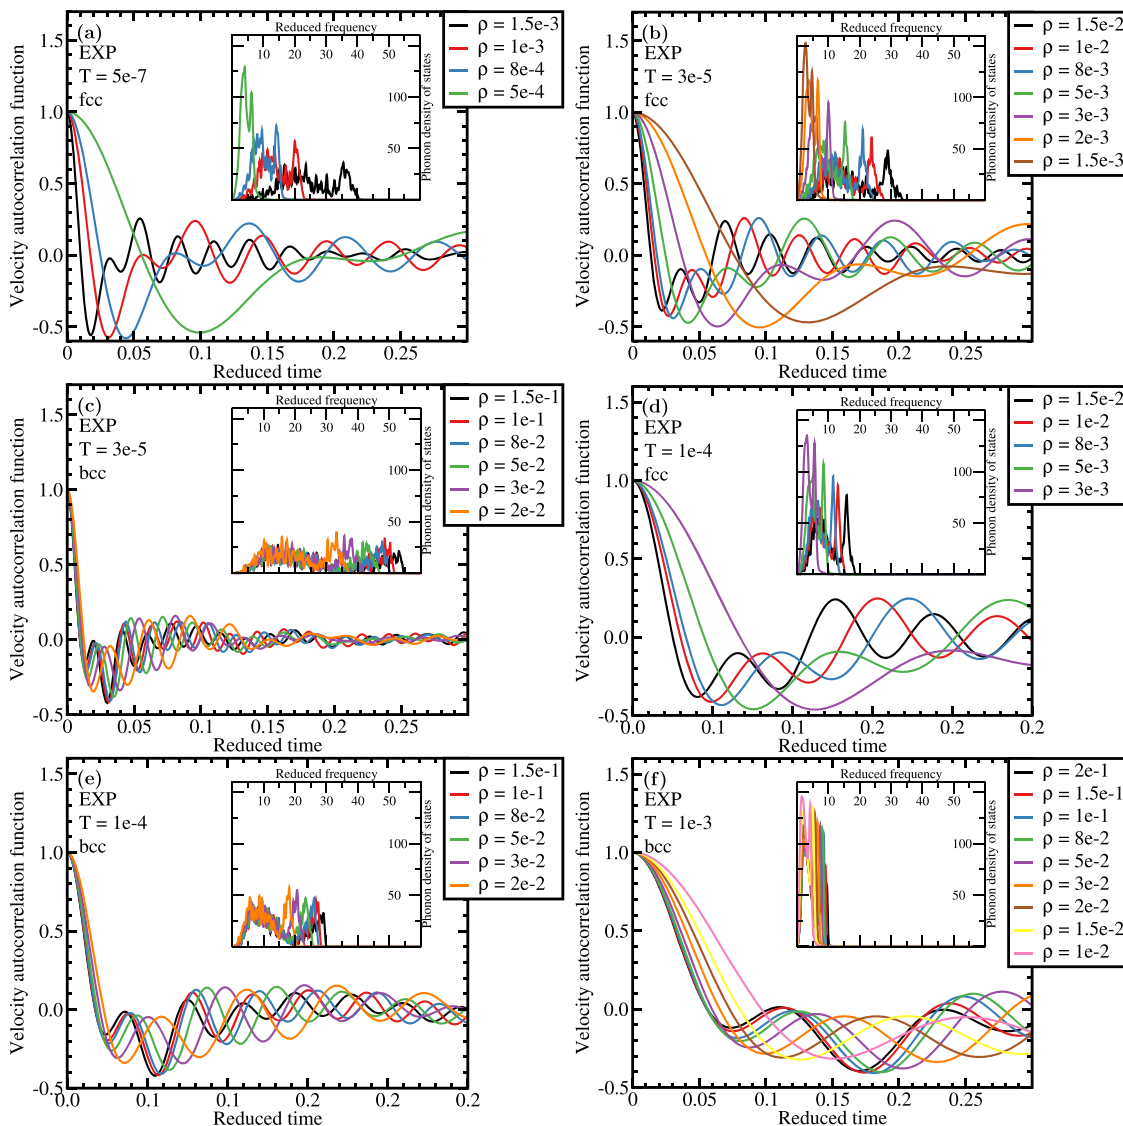 (a)
EXP
T = 5e-7
fcc
ρ = 1.5e-3
ρ = 1e-3
ρ = 8e-4
ρ = 5e-4
Reduced frequency
10 20 30 40 50
100
50
Phonon density of states
Velocity autocorrelation function
1.5
1.0
0.5
0.0
-0.5
0 0.05 0.1 0.15 0.2 0.25
Reduced time
(b)
EXP
T = 3e-5
fcc
ρ = 1.5e-2
ρ = 1e-2
ρ = 8e-3
ρ = 5e-3
ρ = 3e-3
ρ = 2e-3
ρ = 1.5e-3
Reduced frequency
10 20 30 40 50
100
50
Phonon density of states
Velocity autocorrelation function
1.5
1.0
0.5
0.0
-0.5
0 0.05 0.1 0.15 0.2 0.25
Reduced time
(c)
EXP
T = 3e-5
bcc
ρ = 1.5e-1
ρ = 1e-1
ρ = 8e-2
ρ = 5e-2
ρ = 3e-2
ρ = 2e-2
Reduced frequency
10 20 30 40 50
100
50
Phonon density of states
Velocity autocorrelation function
1.5
1.0
0.5
0.0
-0.5
0 0.05 0.1 0.15 0.2 0.25
Reduced time
(d)
EXP
T = 1e-4
fcc
ρ = 1.5e-2
ρ = 1e-2
ρ = 8e-3
ρ = 5e-3
ρ = 3e-3
Reduced frequency
10 20 30 40 50
100
50
Phonon density of states
Velocity autocorrelation function
1.5
1.0
0.5
0.0
-0.5
0.0 0.1 0.1 0.2 0.2 0.2
Reduced time
(e)
EXP
T = 1e-4
bcc
ρ = 1.5e-1
ρ = 1e-1
ρ = 8e-2
ρ = 5e-2
ρ = 3e-2
ρ = 2e-2
Reduced frequency
10 20 30 40 50
100
50
Phonon density of states
Velocity autocorrelation function
1.5
1.0
0.5
0.0
-0.5
0.0 0.1 0.1 0.2 0.2 0.2
Reduced time
(f)
EXP
T = 1e-3
bcc
ρ = 2e-1
ρ = 1.5e-1
ρ = 1e-1
ρ = 8e-2
ρ = 5e-2
ρ = 3e-2
ρ = 2e-2
ρ = 1.5e-2
ρ = 1e-2
Reduced frequency
10 20 30 40 50
100
50
Phonon density of states
Velocity autocorrelation function
1.5
1.0
0.5
0.0
-0.5
0 0.05 0.1 0.15 0.2 0.25
Reduced time